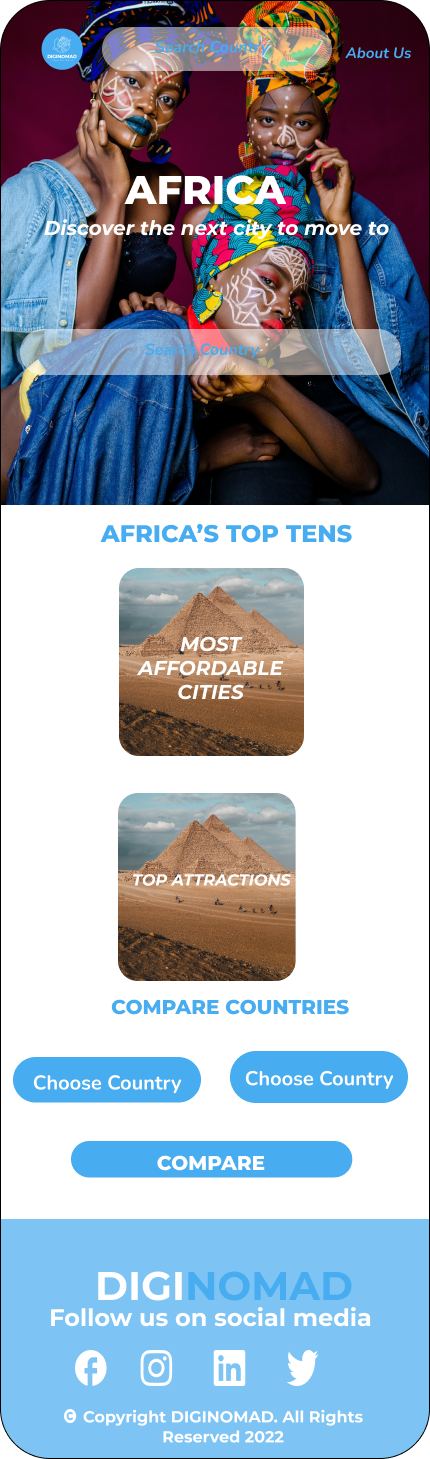 DIGINOMAD
Search Country
About Us
AFRICA
Discover the next city to move to
Search Country
AFRICA’S TOP TENS
MOST
AFFORDABLE
CITIES
TOP ATTRACTIONS
COMPARE COUNTRIES
Choose Country
Choose Country
COMPARE
DIGINOMAD
Follow us on social media
© Copyright DIGINOMAD. All Rights
Reserved 2022